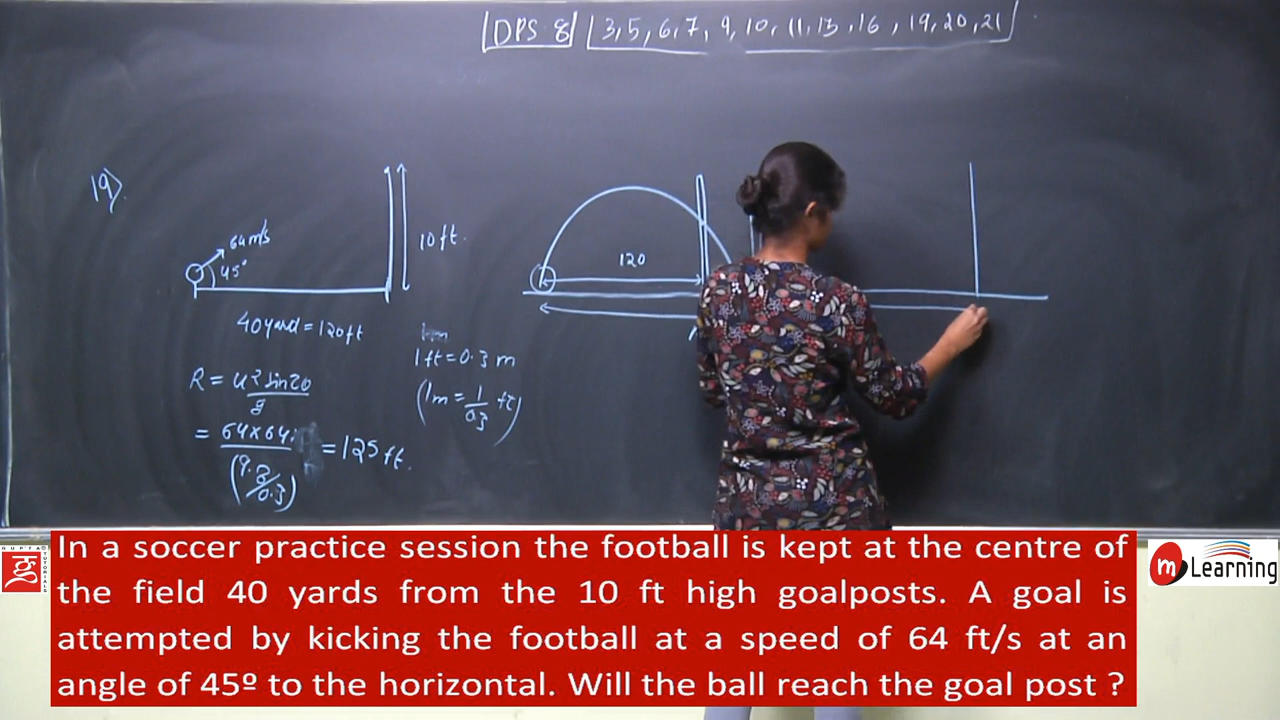 DPS 8 3, 5, 6, 7, 9, 10, 11, 13, 16, 19, 20, 21
19)
64 m/s
45°
10 ft.
40 yard = 120 ft
R = u² sin 2θ
g
= 64 x 64
(9.8/0.3)
= 125 ft.
1 ft = 0.3 m
(1m = 1/0.3 ft)
120
In a soccer practice session the football is kept at the centre of
the field 40 yards from the 10 ft high goalposts. A goal is
attempted by kicking the football at a speed of 64 ft/s at an
angle of 45º to the horizontal. Will the ball reach the goal post ?
GUPTA
g
TUTORIALS
m Learning